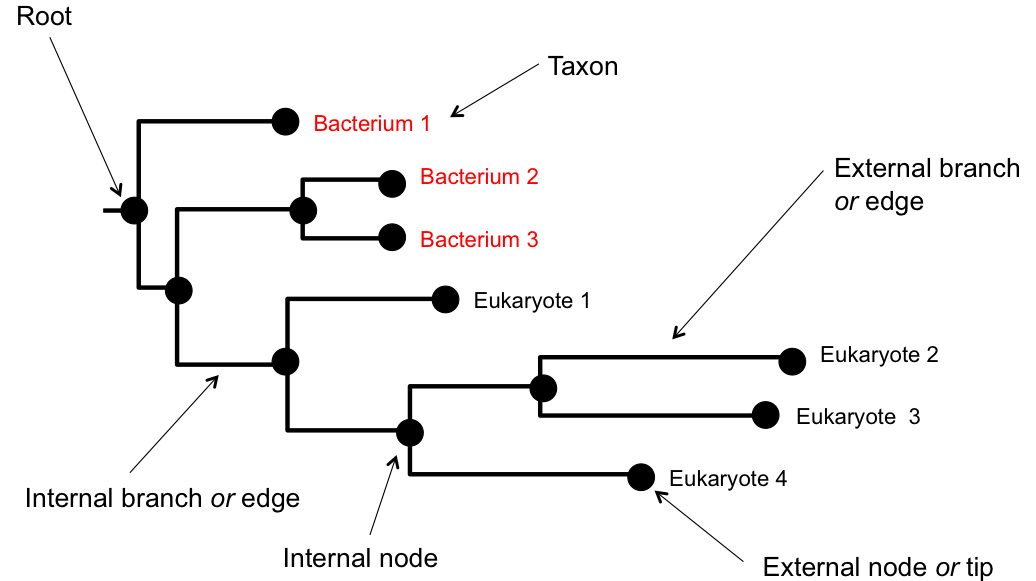 Root
Taxon
Bacterium 1
Bacterium 2
External branch
or edge
Bacterium 3
Eukaryote 1
Eukaryote 2
Eukaryote  3
Eukaryote 4
Internal branch or edge
Internal node
External node or tip